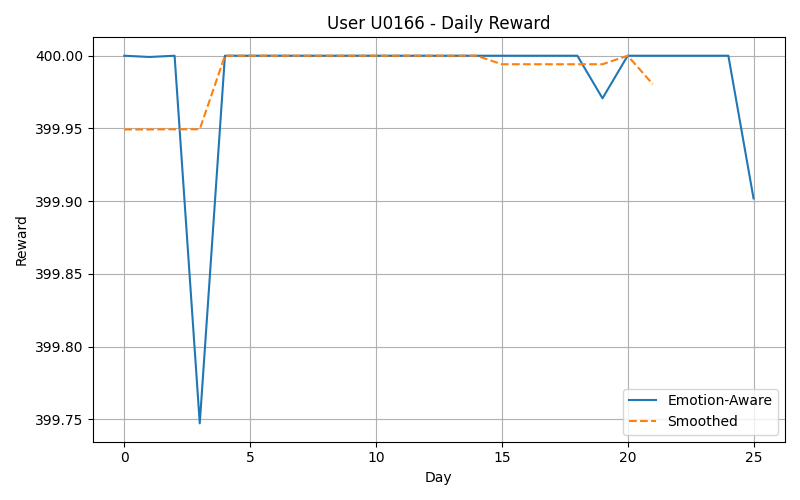 User U0166 - Daily Reward
Reward
400.00
399.95
399.90
399.85
399.80
399.75
0 5 10 15 20 25
Day
Emotion-Aware
Smoothed